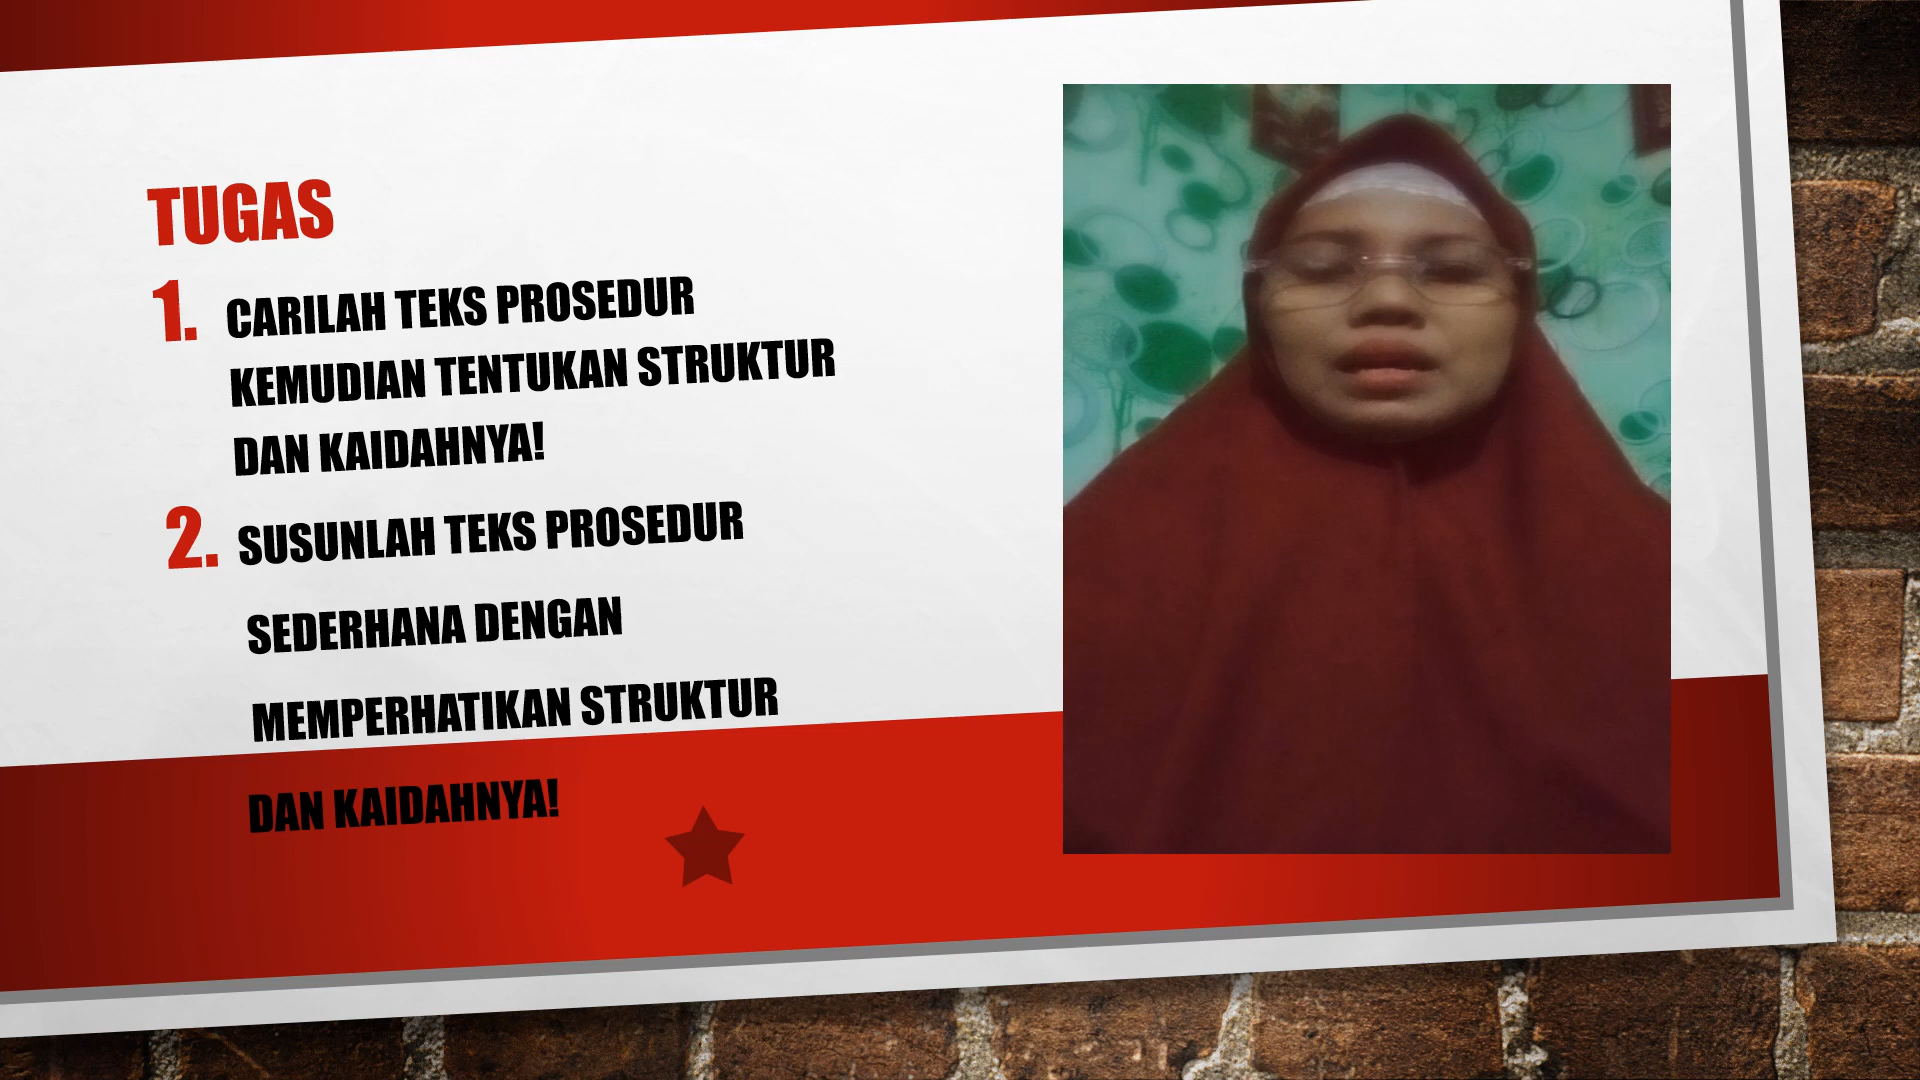 TUGAS
1. CARILAH TEKS PROSEDUR
KEMUDIAN TENTUKAN STRUKTUR
DAN KAIDAHNYA!
2. SUSUNLAH TEKS PROSEDUR
SEDERHANA DENGAN
MEMPERHATIKAN STRUKTUR
DAN KAIDAHNYA!